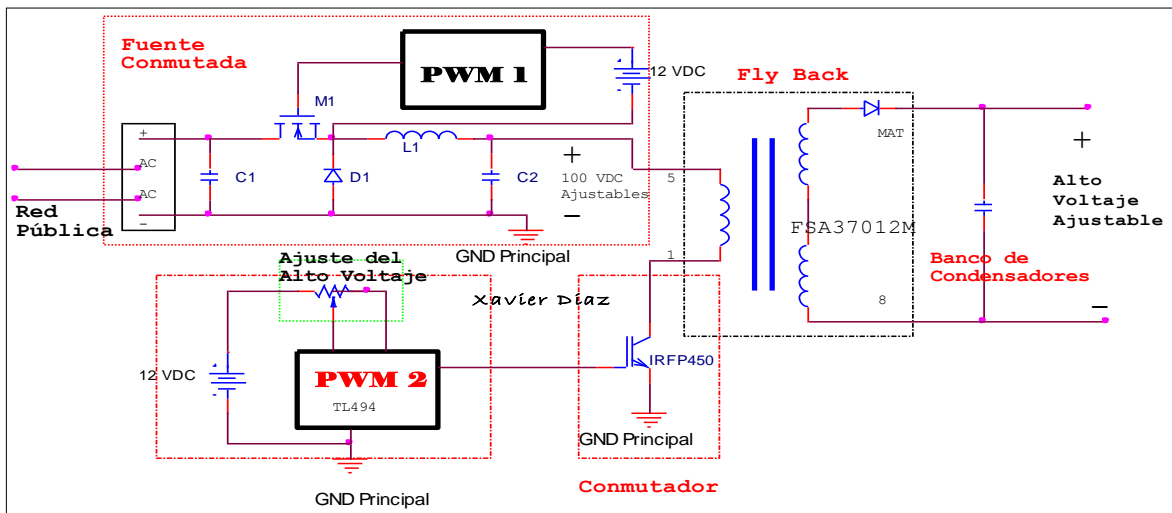 Fuente
Conmutada
PWM 1
12 VDC
Fly Back
M1
MAT
+
AC
AC
−
C1
D1
L1
C2
+
100 VDC
Ajustables
−
5
1
FSA37012M
8
+
Alto
Voltaje
Ajustable
−
Red
Pública
GND Principal
Banco de
Condensadores
Ajuste del
Alto Voltaje
Xavier Díaz
12 VDC
PWM 2
TL494
IRFP450
GND Principal
GND Principal
Conmutador